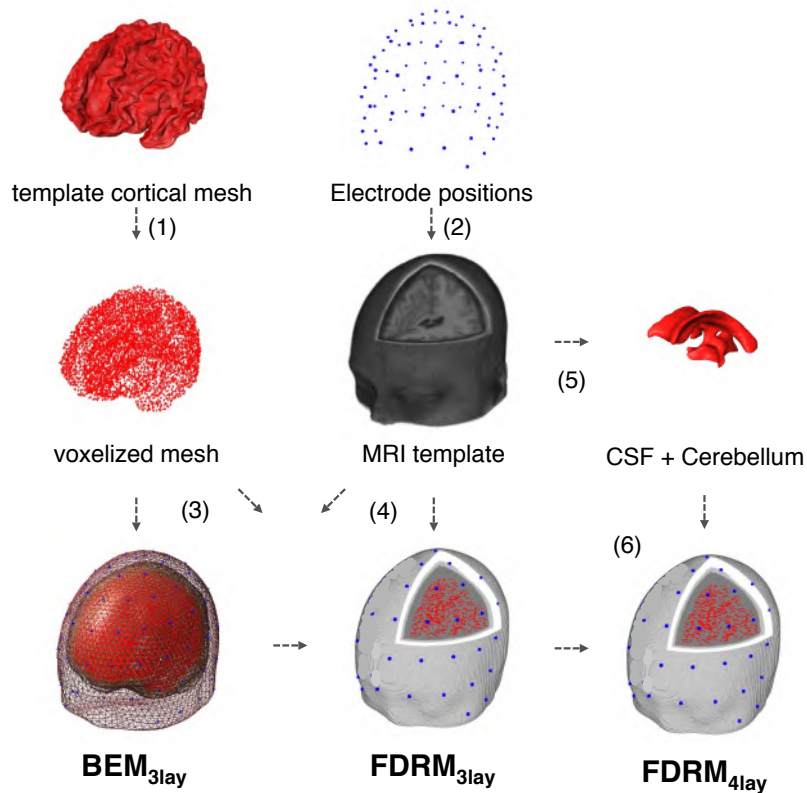 template cortical mesh
Electrode positions
(1)
(2)
(5)
voxelized mesh
MRI template
CSF + Cerebellum
(3)
(4)
(6)
BEM3lay
FDRM3lay
FDRM4lay